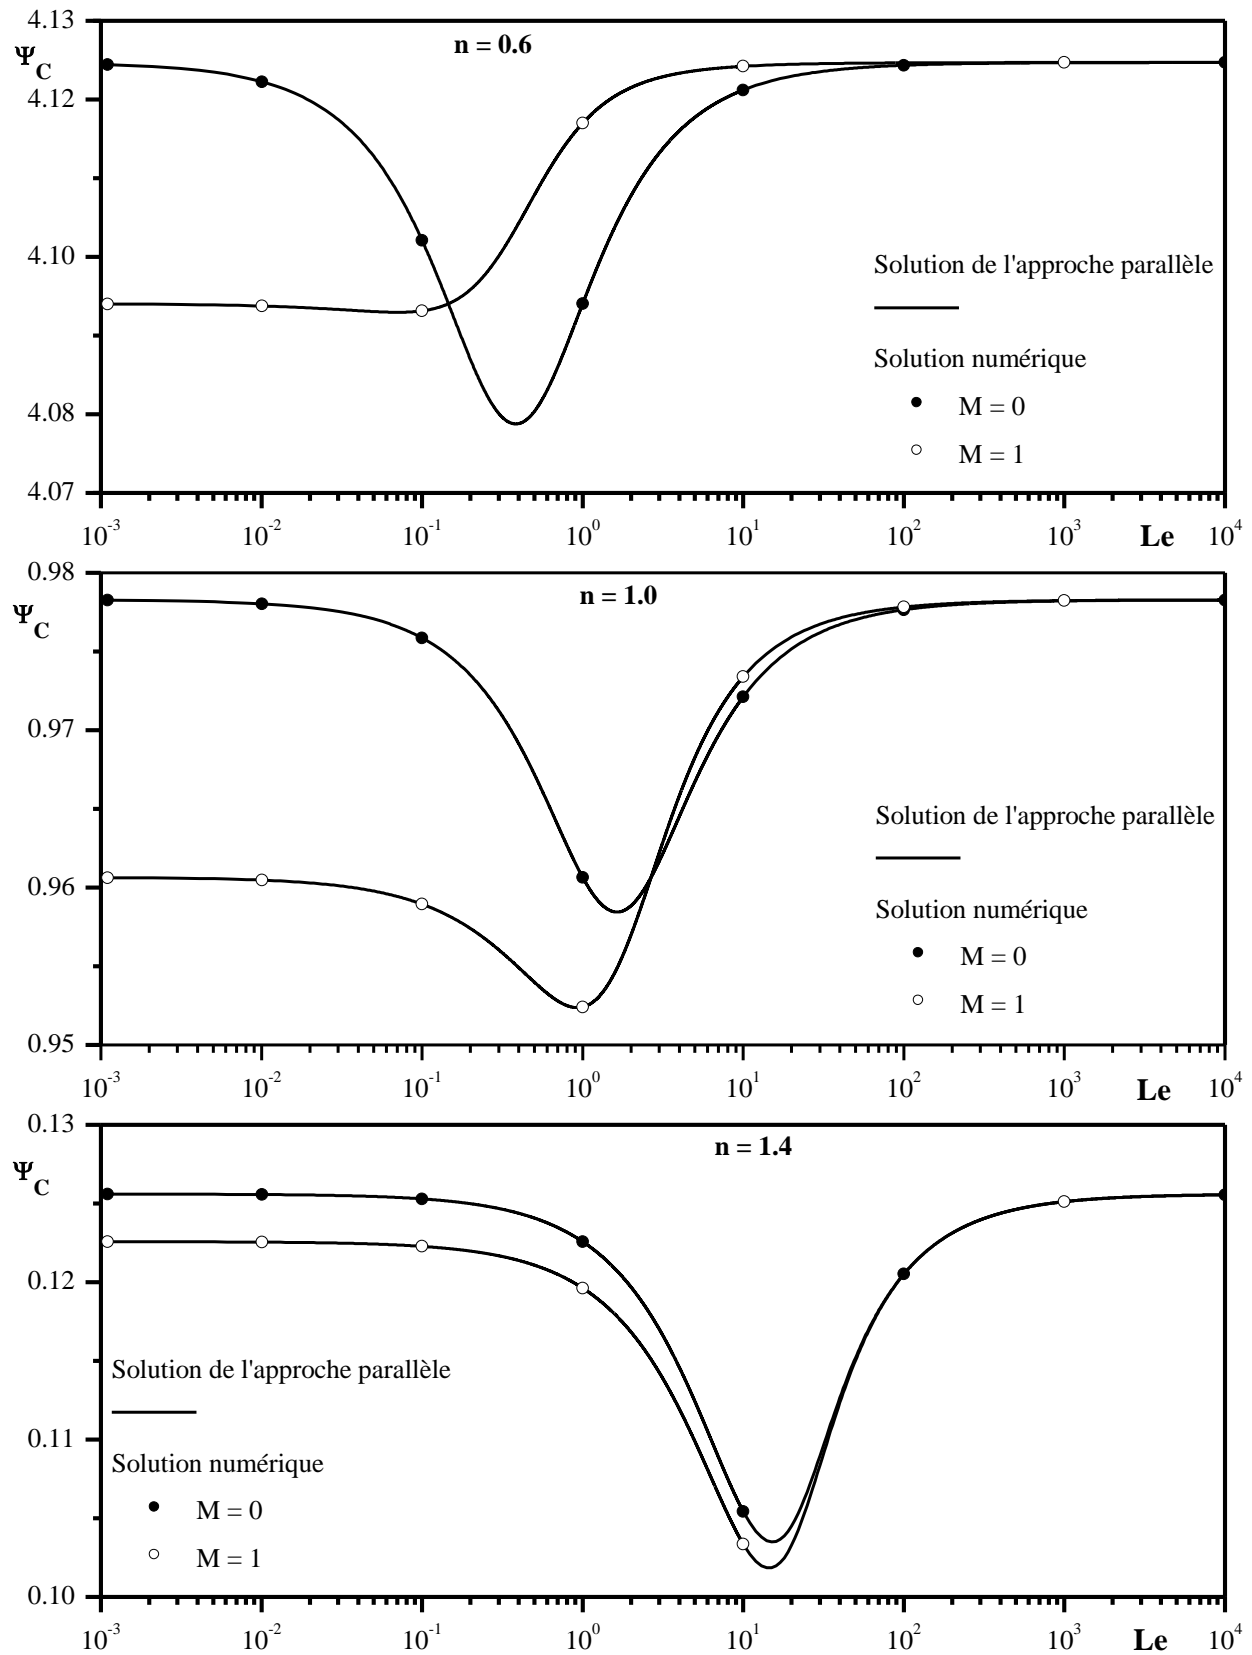 4.13
Ψ_C
n = 0.6
4.12
4.10
Solution de l'approche parallèle
Solution numérique
4.08
M = 0
M = 1
4.07
10^-3 10^-2 10^-1 10^0 10^1 10^2 10^3 Le 10^4
0.98
Ψ_C
n = 1.0
0.97
Solution de l'approche parallèle
0.96
Solution numérique
M = 0
M = 1
0.95
10^-3 10^-2 10^-1 10^0 10^1 10^2 10^3 Le 10^4
0.13
Ψ_C
n = 1.4
0.12
Solution de l'approche parallèle
0.11
Solution numérique
M = 0
M = 1
0.10
10^-3 10^-2 10^-1 10^0 10^1 10^2 10^3 Le 10^4